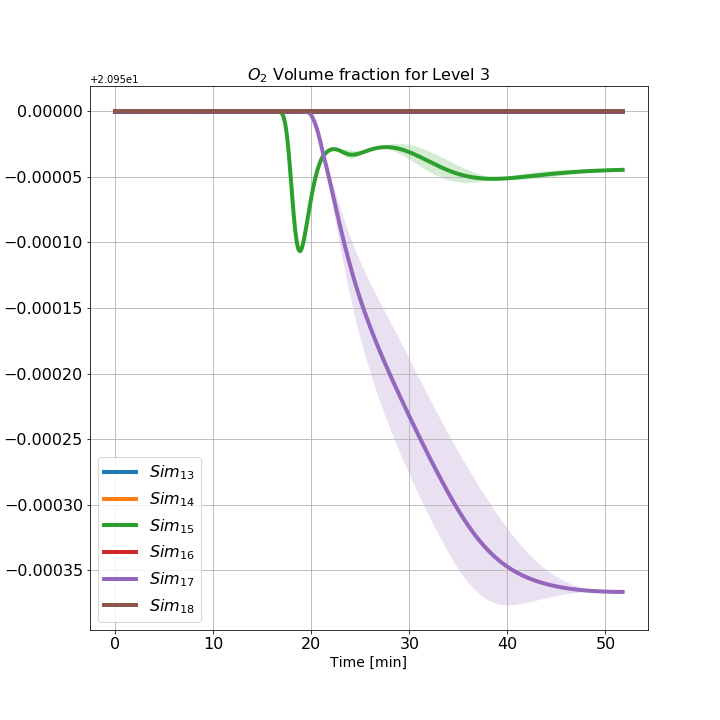 O2 Volume fraction for Level 3
+2.095e1
0.00000
−0.00005
−0.00010
−0.00015
−0.00020
−0.00025
−0.00030
−0.00035
Sim13
Sim14
Sim15
Sim16
Sim17
Sim18
0 10 20 30 40 50
Time [min]